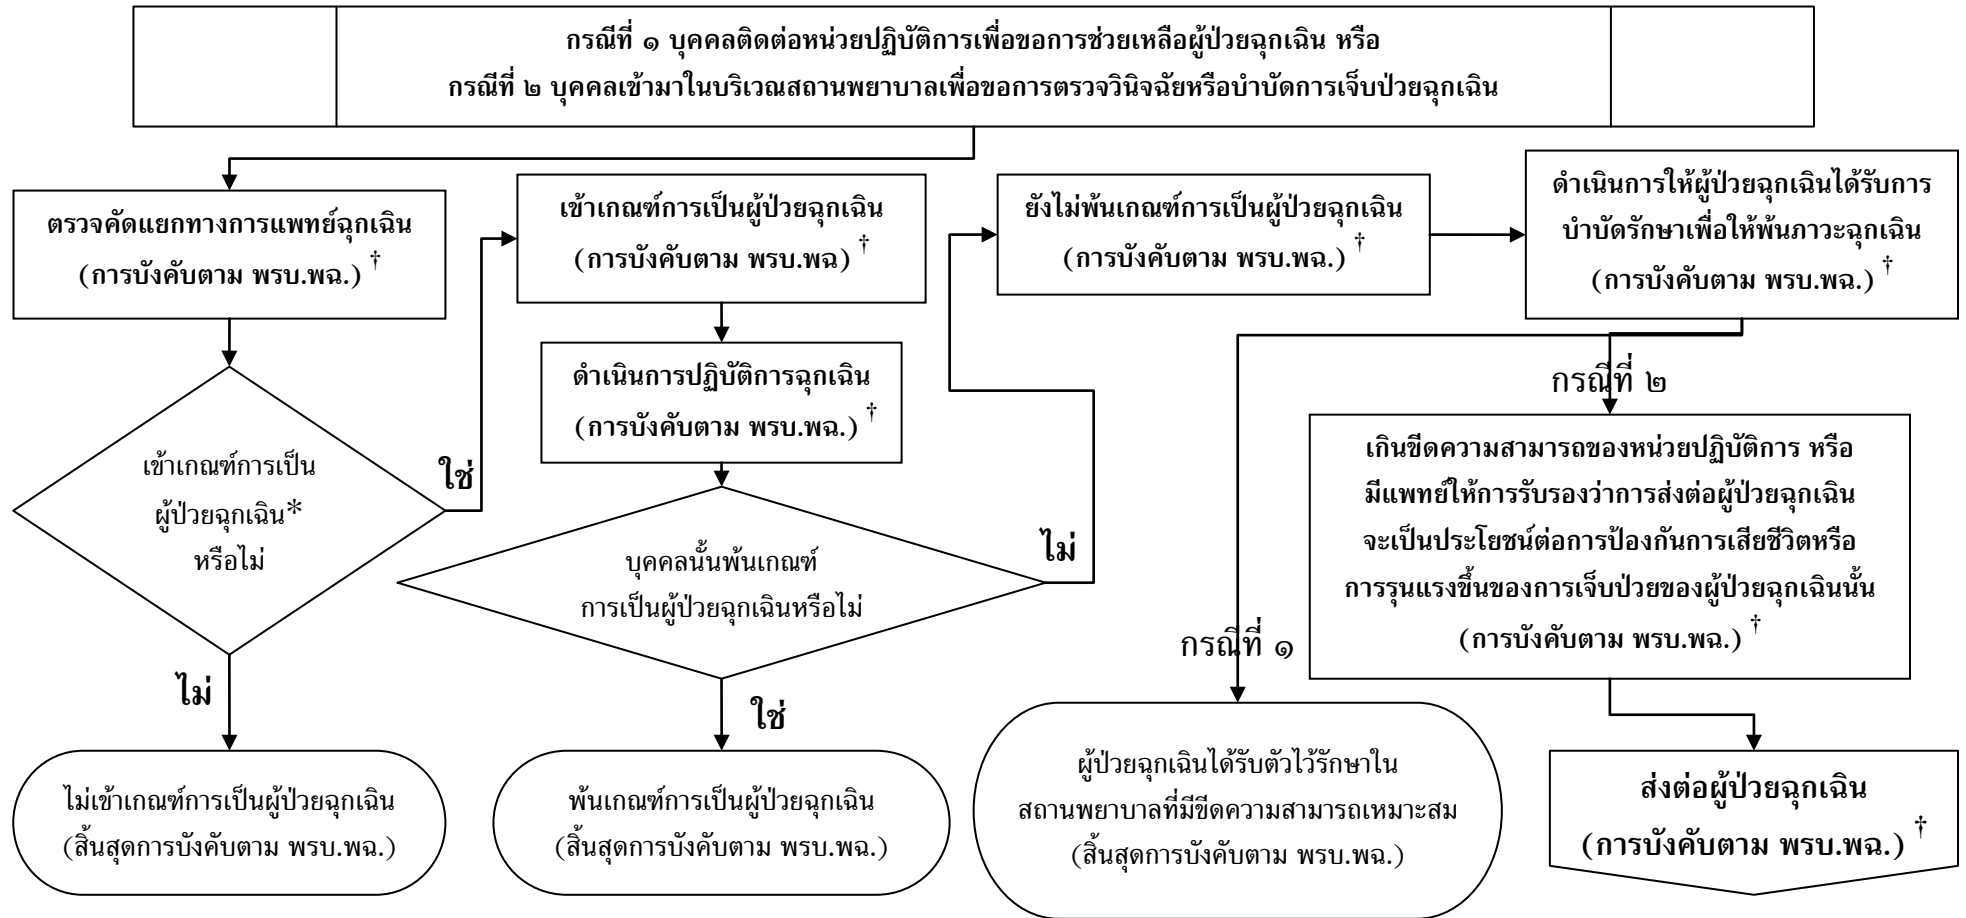 กรณีที่ ๑ บุคคลติดต่อหน่วยปฏิบัติการเพื่อขอการช่วยเหลือผู้ป่วยฉุกเฉิน หรือ
กรณีที่ ๒ บุคคลเข้ามาในบริเวณสถานพยาบาลเพื่อขอการตรวจวินิจฉัยหรือบำบัดการเจ็บป่วยฉุกเฉิน
ตรวจคัดแยกทางการแพทย์ฉุกเฉิน
(การบังคับตาม พรบ.พฉ.) †
เข้าเกณฑ์การเป็น
ผู้ป่วยฉุกเฉิน*
หรือไม่
ใช่
ไม่
ไม่เข้าเกณฑ์การเป็นผู้ป่วยฉุกเฉิน
(สิ้นสุดการบังคับตาม พรบ.พฉ.)
เข้าเกณฑ์การเป็นผู้ป่วยฉุกเฉิน
(การบังคับตาม พรบ.พฉ) †
ดำเนินการปฏิบัติการฉุกเฉิน
(การบังคับตาม พรบ.พฉ.) †
บุคคลนั้นพ้นเกณฑ์
การเป็นผู้ป่วยฉุกเฉินหรือไม่
ไม่
ใช่
พ้นเกณฑ์การเป็นผู้ป่วยฉุกเฉิน
(สิ้นสุดการบังคับตาม พรบ.พฉ.)
ยังไม่พ้นเกณฑ์การเป็นผู้ป่วยฉุกเฉิน
(การบังคับตาม พรบ.พฉ.) †
ดำเนินการให้ผู้ป่วยฉุกเฉินได้รับการ
บำบัดรักษาเพื่อให้พ้นภาวะฉุกเฉิน
(การบังคับตาม พรบ.พฉ.) †
กรณีที่ ๑
ผู้ป่วยฉุกเฉินได้รับตัวไว้รักษาใน
สถานพยาบาลที่มีขีดความสามารถเหมาะสม
(สิ้นสุดการบังคับตาม พรบ.พฉ.)
กรณีที่ ๒
เกินขีดความสามารถของหน่วยปฏิบัติการ หรือ
มีแพทย์ให้การรับรองว่าการส่งต่อผู้ป่วยฉุกเฉิน
จะเป็นประโยชน์ต่อการป้องกันการเสียชีวิตหรือ
การรุนแรงขึ้นของการเจ็บป่วยของผู้ป่วยฉุกเฉินนั้น
(การบังคับตาม พรบ.พฉ.) †
ส่งต่อผู้ป่วยฉุกเฉิน
(การบังคับตาม พรบ.พฉ.) †